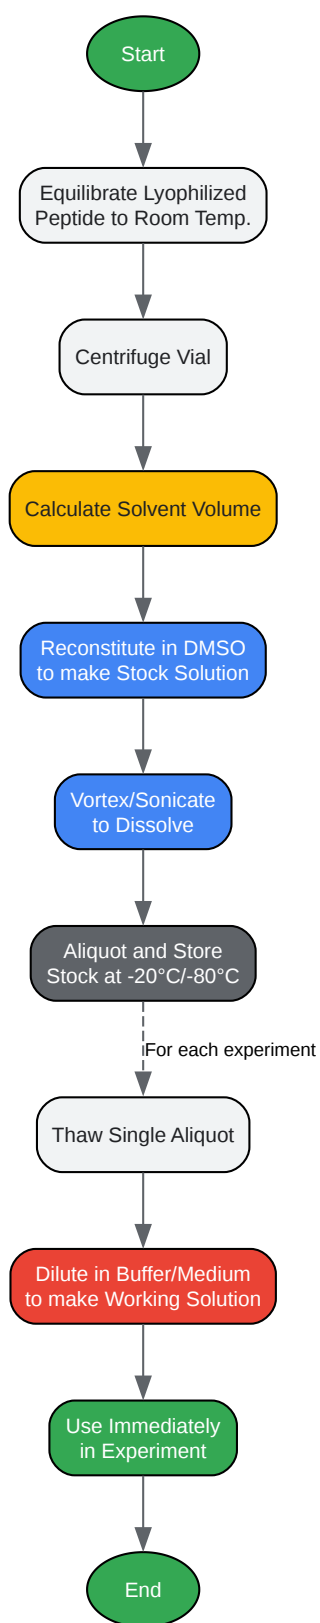 Start
Equilibrate Lyophilized
Peptide to Room Temp.
Centrifuge Vial
Calculate Solvent Volume
Reconstitute in DMSO
to make Stock Solution
Vortex/Sonicate
to Dissolve
Aliquot and Store
Stock at -20°C/-80°C
For each experiment
Thaw Single Aliquot
Dilute in Buffer/Medium
to make Working Solution
Use Immediately
in Experiment
End